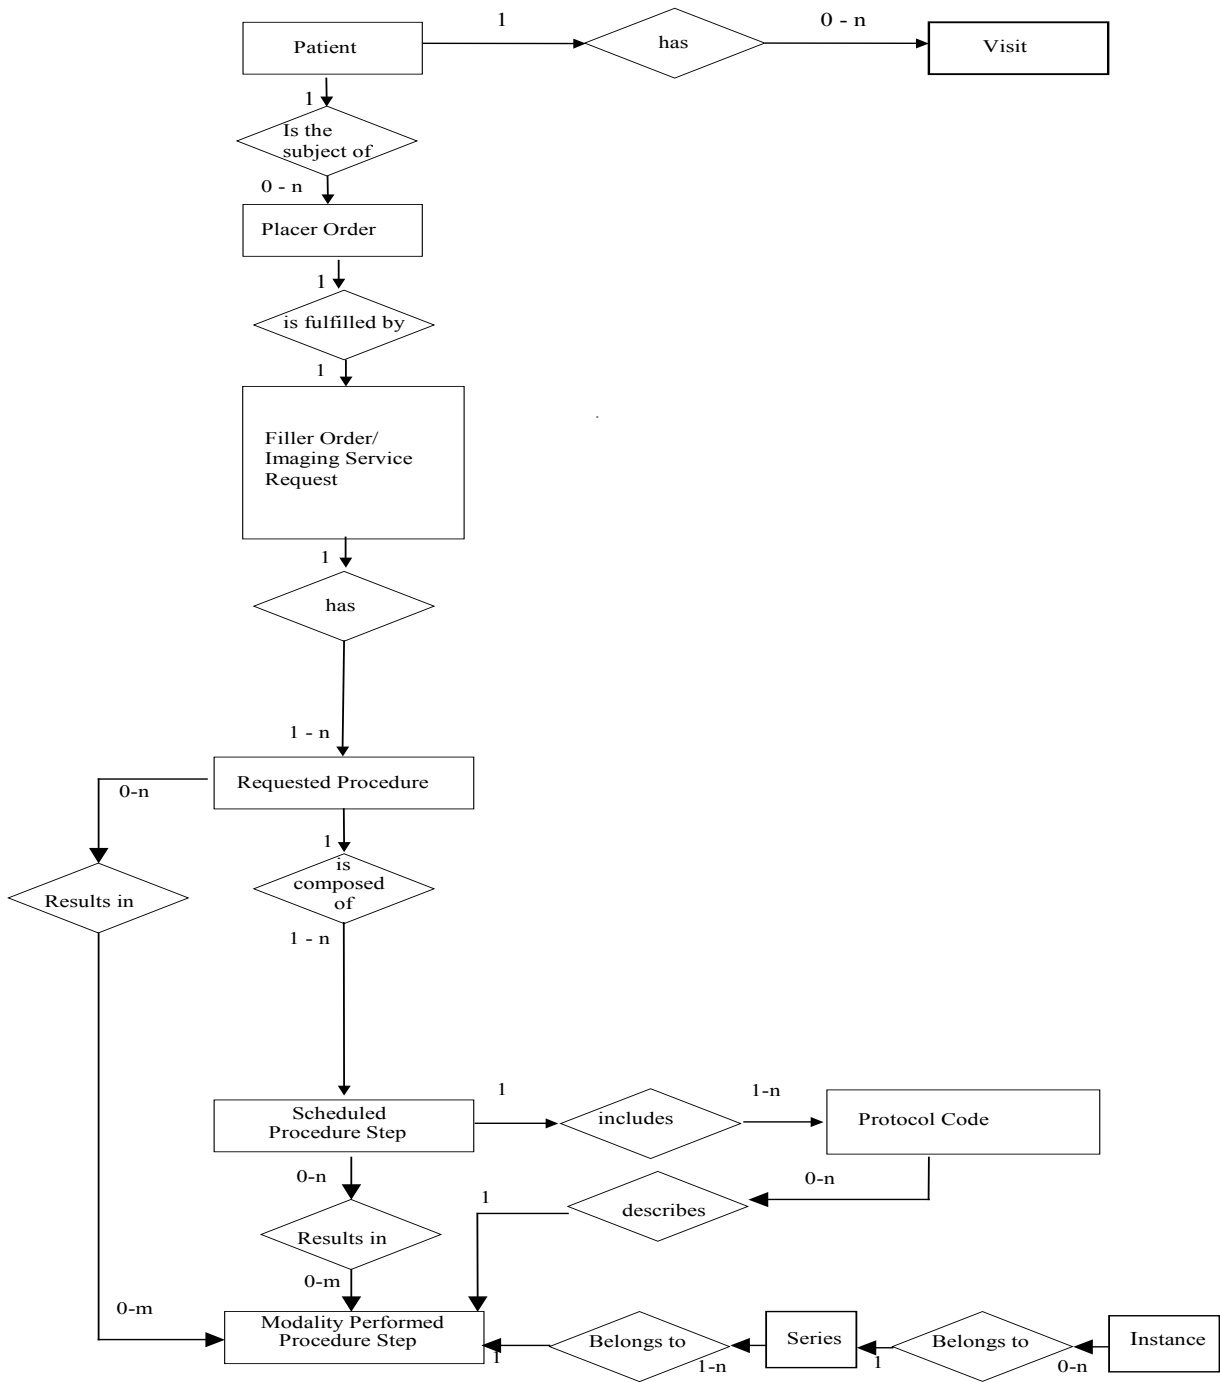 Patient
1
has
0 - n
Visit
1
Is the
subject of
0 - n
Placer Order
1
is fulfilled by
1
Filler Order/
Imaging Service
Request
1
has
1 - n
Requested Procedure
0-n
1
is
composed
of
Results in
1 - n
Scheduled
Procedure Step
1
includes
1-n
Protocol Code
0-n
0-n
describes
1
Results in
0-m
0-m
Modality Performed
Procedure Step
1
Belongs to
1-n
Series
1
Belongs to
0-n
Instance